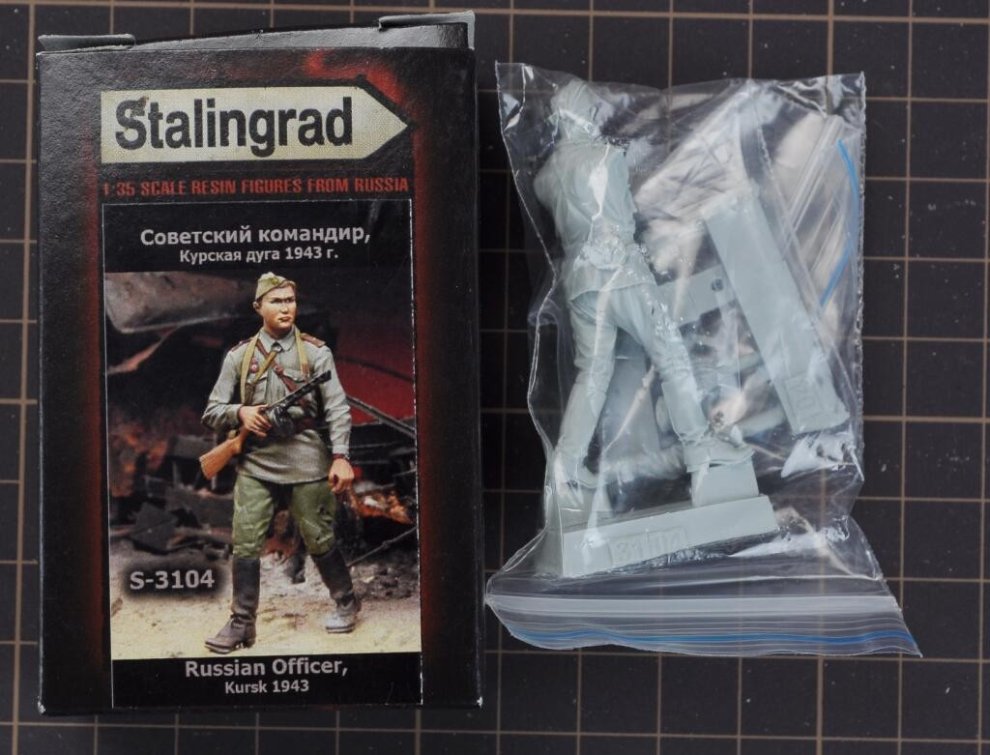 Stalingrad
1:35 SCALE RESIN FIGURES FROM RUSSIA
Советский командир,
Курская дуга 1943 г.
S-3104
Russian Officer,
Kursk 1943